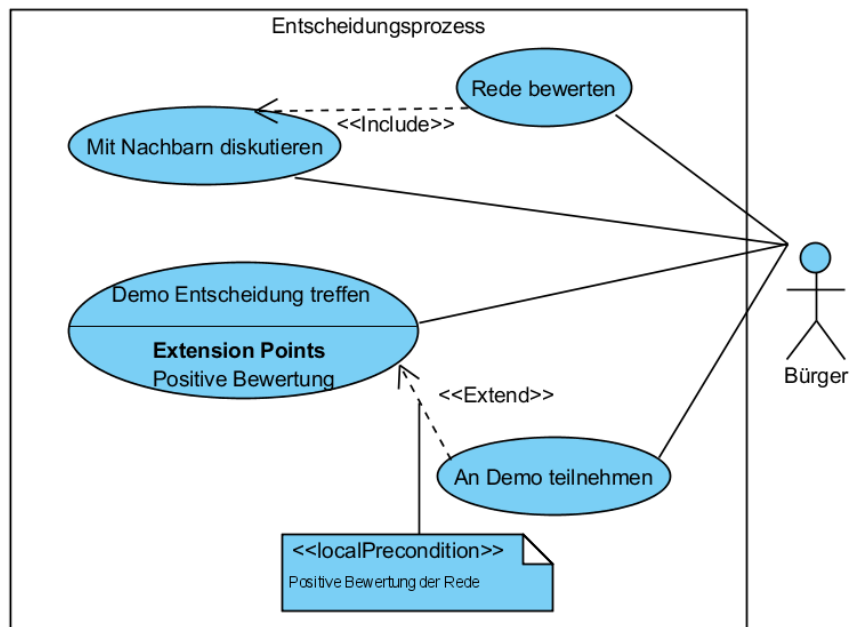 Entscheidungsprozess
Rede bewerten
<<Include>>
Mit Nachbarn diskutieren
Demo Entscheidung treffen
Extension Points
Positive Bewertung
<<Extend>>
Bürger
An Demo teilnehmen
<<localPrecondition>>
Positive Bewertung der Rede